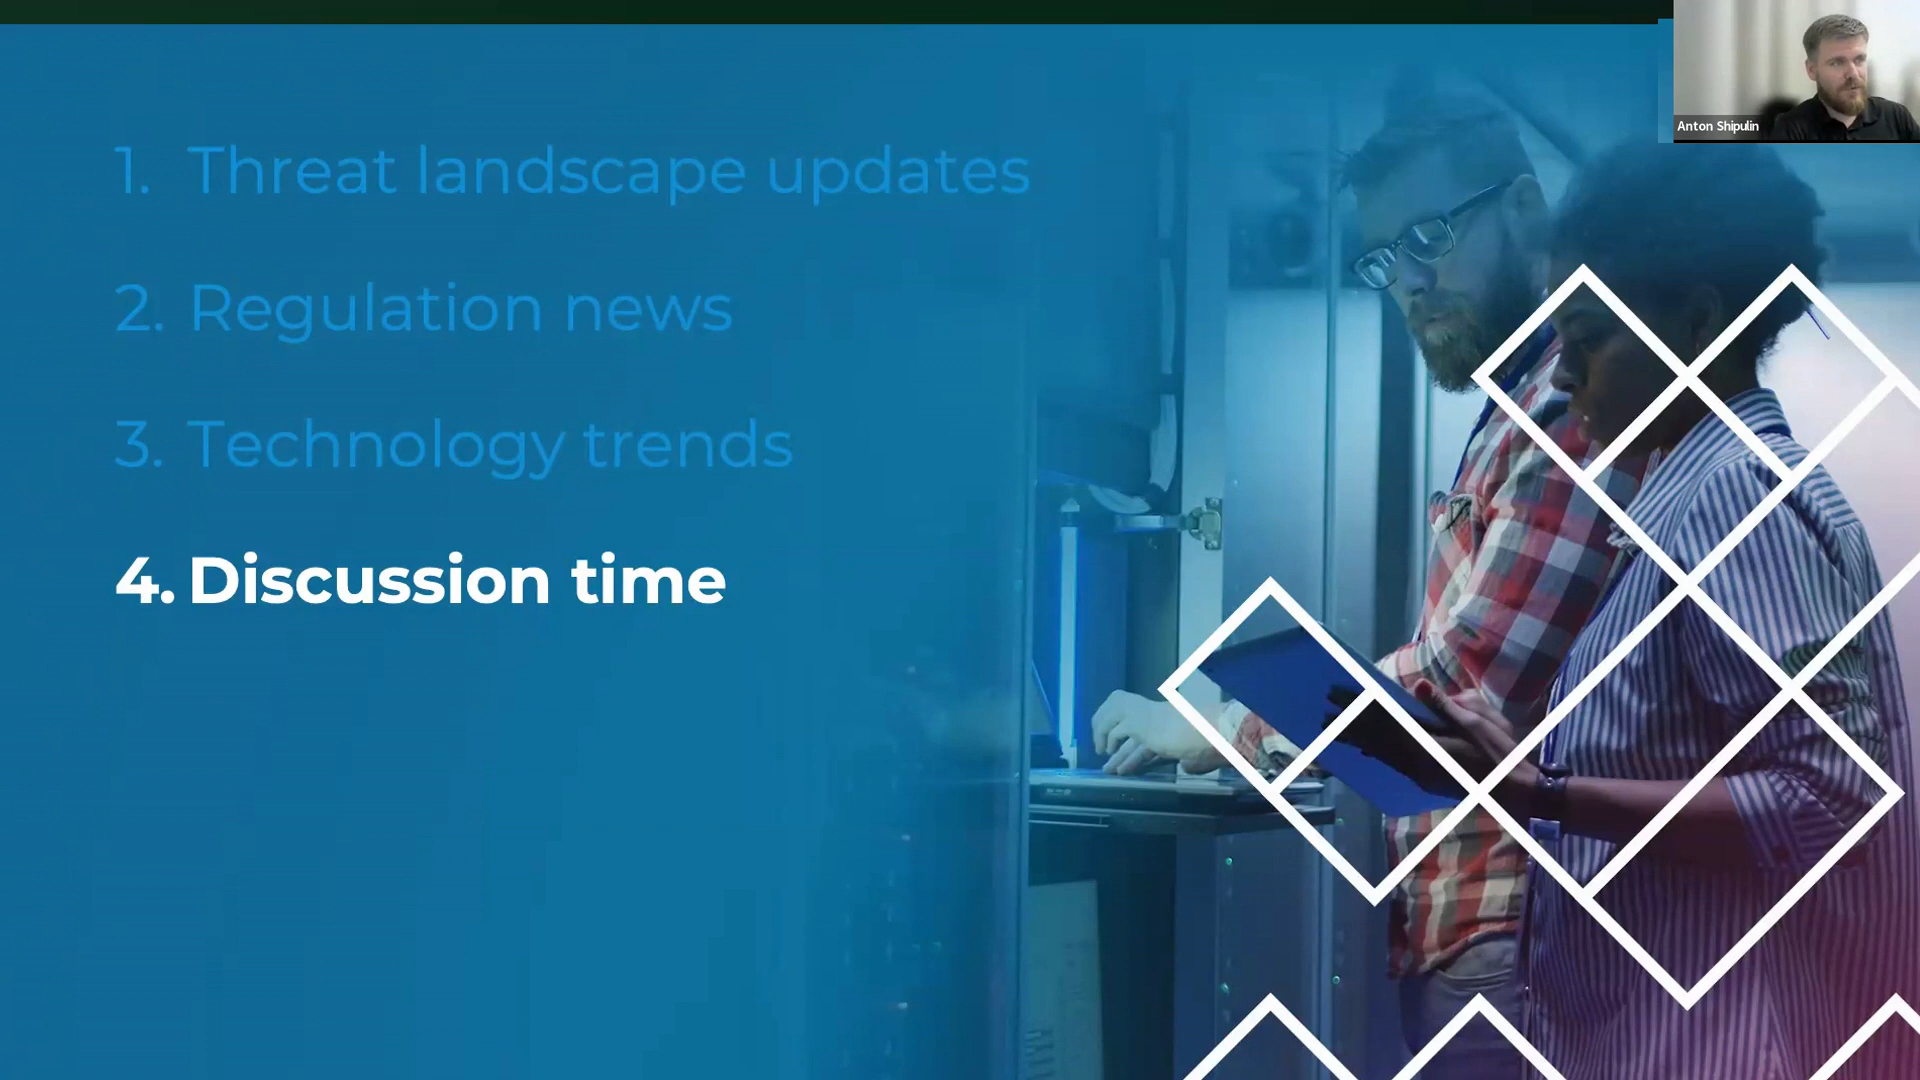 Anton Shipulin
1. Threat landscape updates
2. Regulation news
3. Technology trends
4. Discussion time